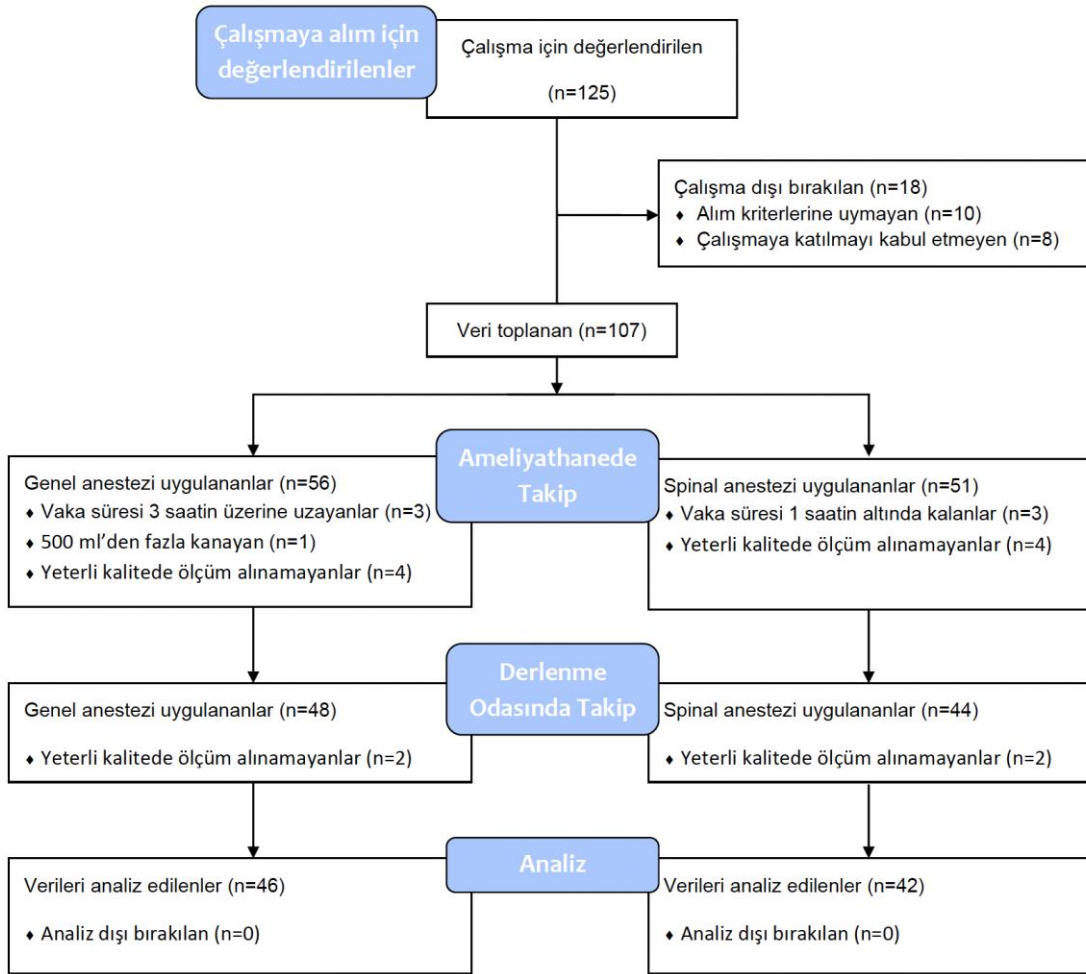 Çalışmaya alım için
değerlendirilenler
Çalışma için değerlendirilen
(n=125)
Çalışma dışı bırakılan (n=18)
♦ Alım kriterlerine uymayan (n=10)
♦ Çalışmaya katılmayı kabul etmeyen (n=8)
Veri toplanan (n=107)
Ameliyathanede
Takip
Genel anestezi uygulananlar (n=56)
♦ Vaka süresi 3 saatin üzerine uzayanlar (n=3)
♦ 500 ml’den fazla kanayan (n=1)
♦ Yeterli kalitede ölçüm alınamayanlar (n=4)
Spinal anestezi uygulananlar (n=51)
♦ Vaka süresi 1 saatin altında kalanlar (n=3)
♦ Yeterli kalitede ölçüm alınamayanlar (n=4)
Derlenme
Odasında Takip
Genel anestezi uygulananlar (n=48)
♦ Yeterli kalitede ölçüm alınamayanlar (n=2)
Spinal anestezi uygulananlar (n=44)
♦ Yeterli kalitede ölçüm alınamayanlar (n=2)
Analiz
Verileri analiz edilenler (n=46)
♦ Analiz dışı bırakılan (n=0)
Verileri analiz edilenler (n=42)
♦ Analiz dışı bırakılan (n=0)